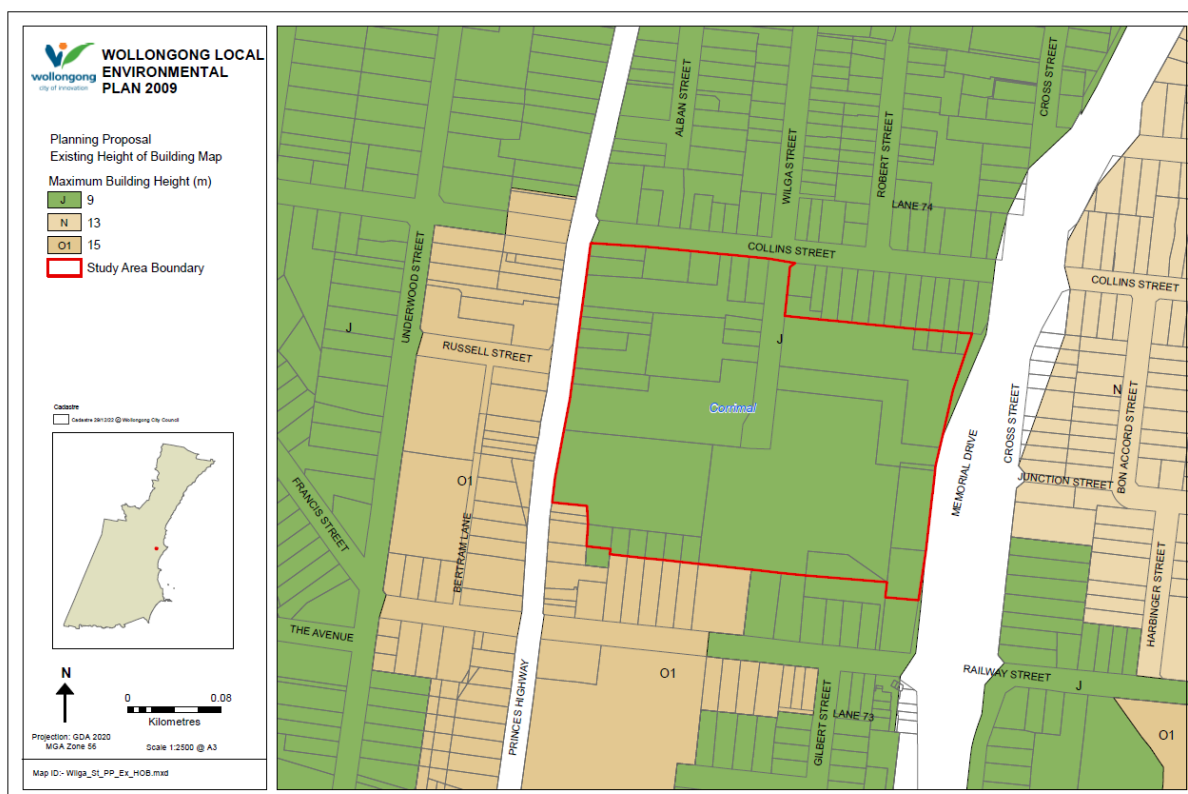 wollongong
city of innovation
WOLLONGONG LOCAL
ENVIRONMENTAL
PLAN 2009
Planning Proposal
Existing Height of Building Map
Maximum Building Height (m)
J 9
N 13
O1 15
Study Area Boundary
Cadastre
Cadastre 29/12/22 @ Wollongong City Council
N
0 0.08
Kilometres
Projection: GDA 2020
MGA Zone 56
Scale 1:2500 @ A3
Map ID:- Wilga_St_PP_Ex_HOB.mxd
ALBAN STREET
WILGA STREET
ROBERT STREET
CROSS STREET
LANE 74
COLLINS STREET
COLLINS STREET
UNDERWOOD STREET
J
RUSSELL STREET
J
Corrimal
N
CROSS STREET
BON ACCORD STREET
MEMORIAL DRIVE
JUNCTION STREET
O1
FRANCIS STREET
BERTRAM LANE
HARBINGER STREET
THE AVENUE
PRINCES HIGHWAY
O1
RAILWAY STREET
J
GILBERT STREET
LANE 73
O1